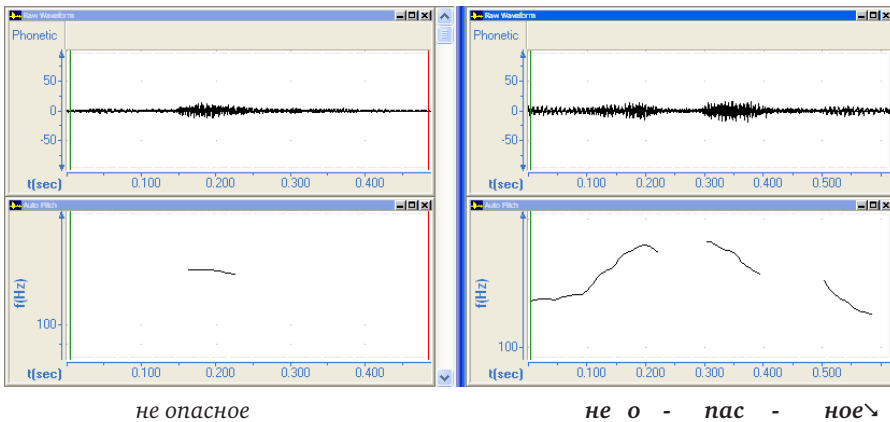 Raw Waveform
Phonetic
50
0
-50
t(sec) 0.100 0.200 0.300 0.400
Auto Pitch
f(Hz)
100
t(sec) 0.100 0.200 0.300 0.400
не опасное
Raw Waveform
Phonetic
50
0
-50
t(sec) 0.100 0.200 0.300 0.400 0.500
Auto Pitch
f(Hz)
100
t(sec) 0.100 0.200 0.300 0.400 0.500
не о - пас - ное↘